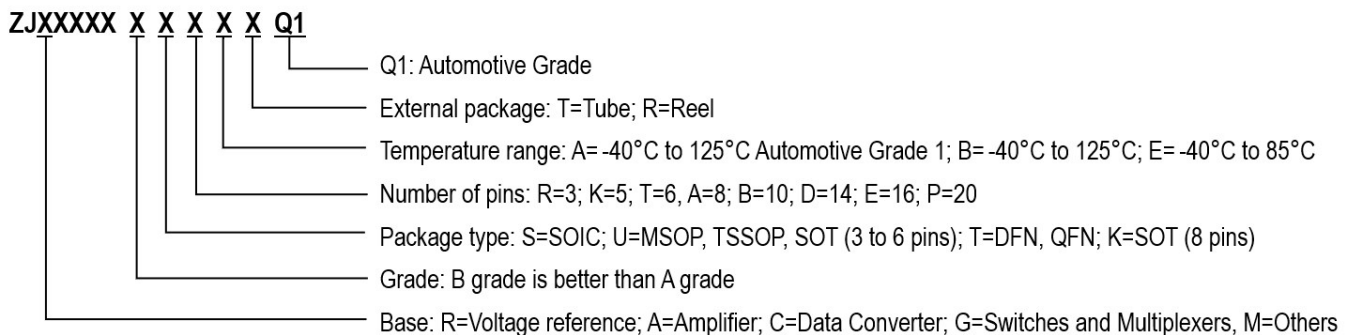 ZJXXXXX X X X X X Q1
Q1: Automotive Grade
External package: T=Tube; R=Reel
Temperature range: A= -40°C to 125°C Automotive Grade 1; B= -40°C to 125°C; E= -40°C to 85°C
Number of pins: R=3; K=5; T=6, A=8; B=10; D=14; E=16; P=20
Package type: S=SOIC; U=MSOP, TSSOP, SOT (3 to 6 pins); T=DFN, QFN; K=SOT (8 pins)
Grade: B grade is better than A grade
Base: R=Voltage reference; A=Amplifier; C=Data Converter; G=Switches and Multiplexers, M=Others